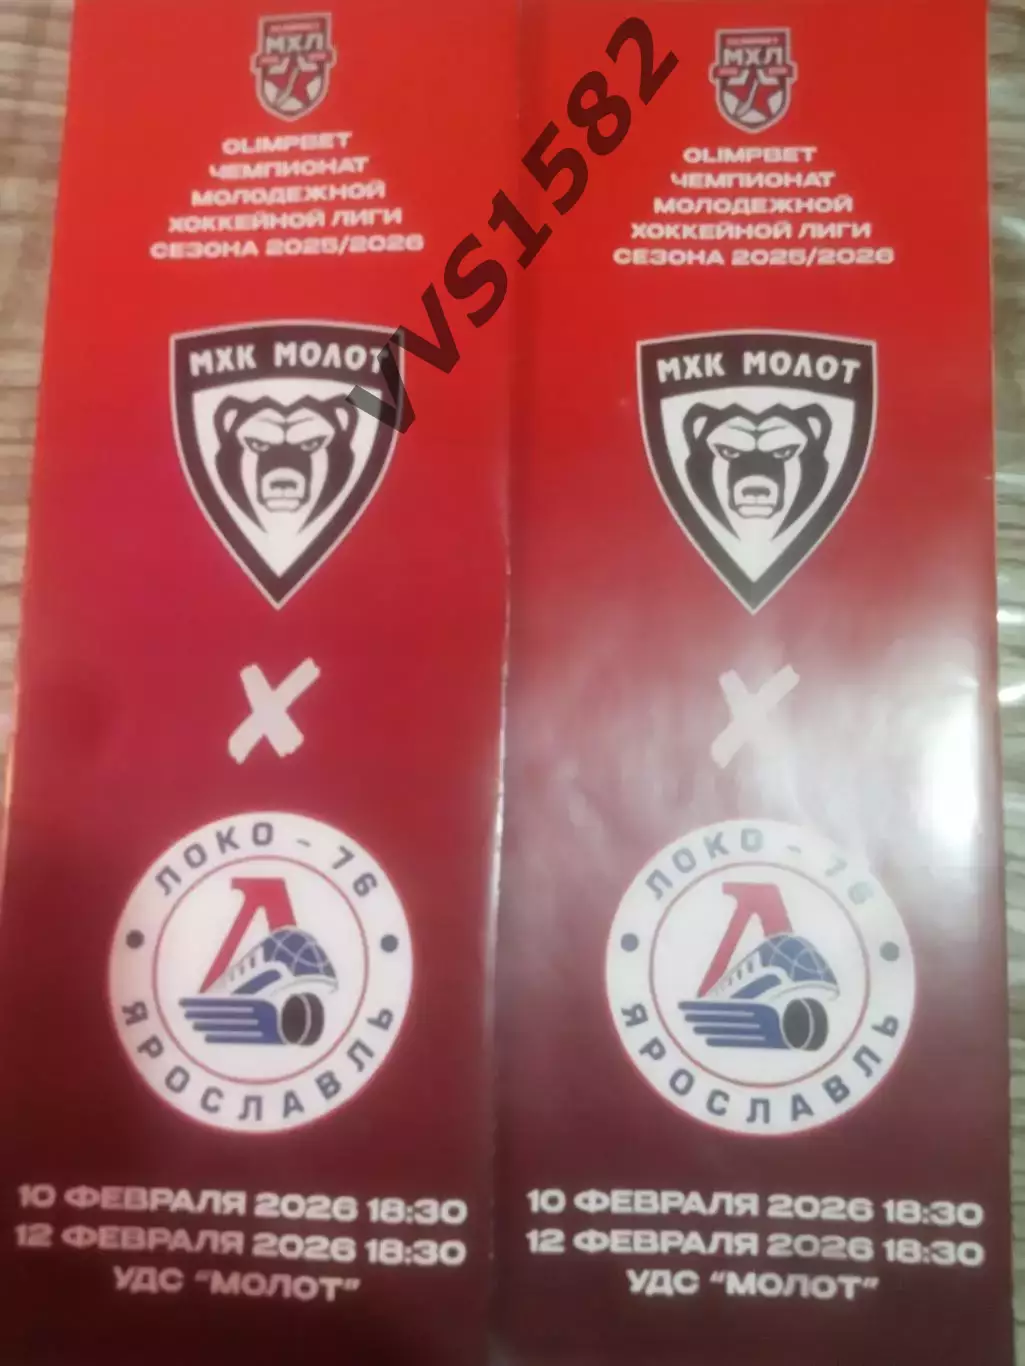 МХЛ
OLIMPBET
ЧЕМПИОНАТ
МОЛОДЕЖНОЙ
ХОККЕЙНОЙ ЛИГИ
СЕЗОНА 2025/2026
МХК МОЛОТ
ЛОКО - 76
ЯРОСЛАВЛЬ
10 ФЕВРАЛЯ 2026 18:30
12 ФЕВРАЛЯ 2026 18:30
УДС "МОЛОТ"
МХЛ
OLIMPBET
ЧЕМПИОНАТ
МОЛОДЕЖНОЙ
ХОККЕЙНОЙ ЛИГИ
СЕЗОНА 2025/2026
МХК МОЛОТ
ЛОКО - 76
ЯРОСЛАВЛЬ
10 ФЕВРАЛЯ 2026 18:30
12 ФЕВРАЛЯ 2026 18:30
УДС "МОЛОТ"
VVS1582